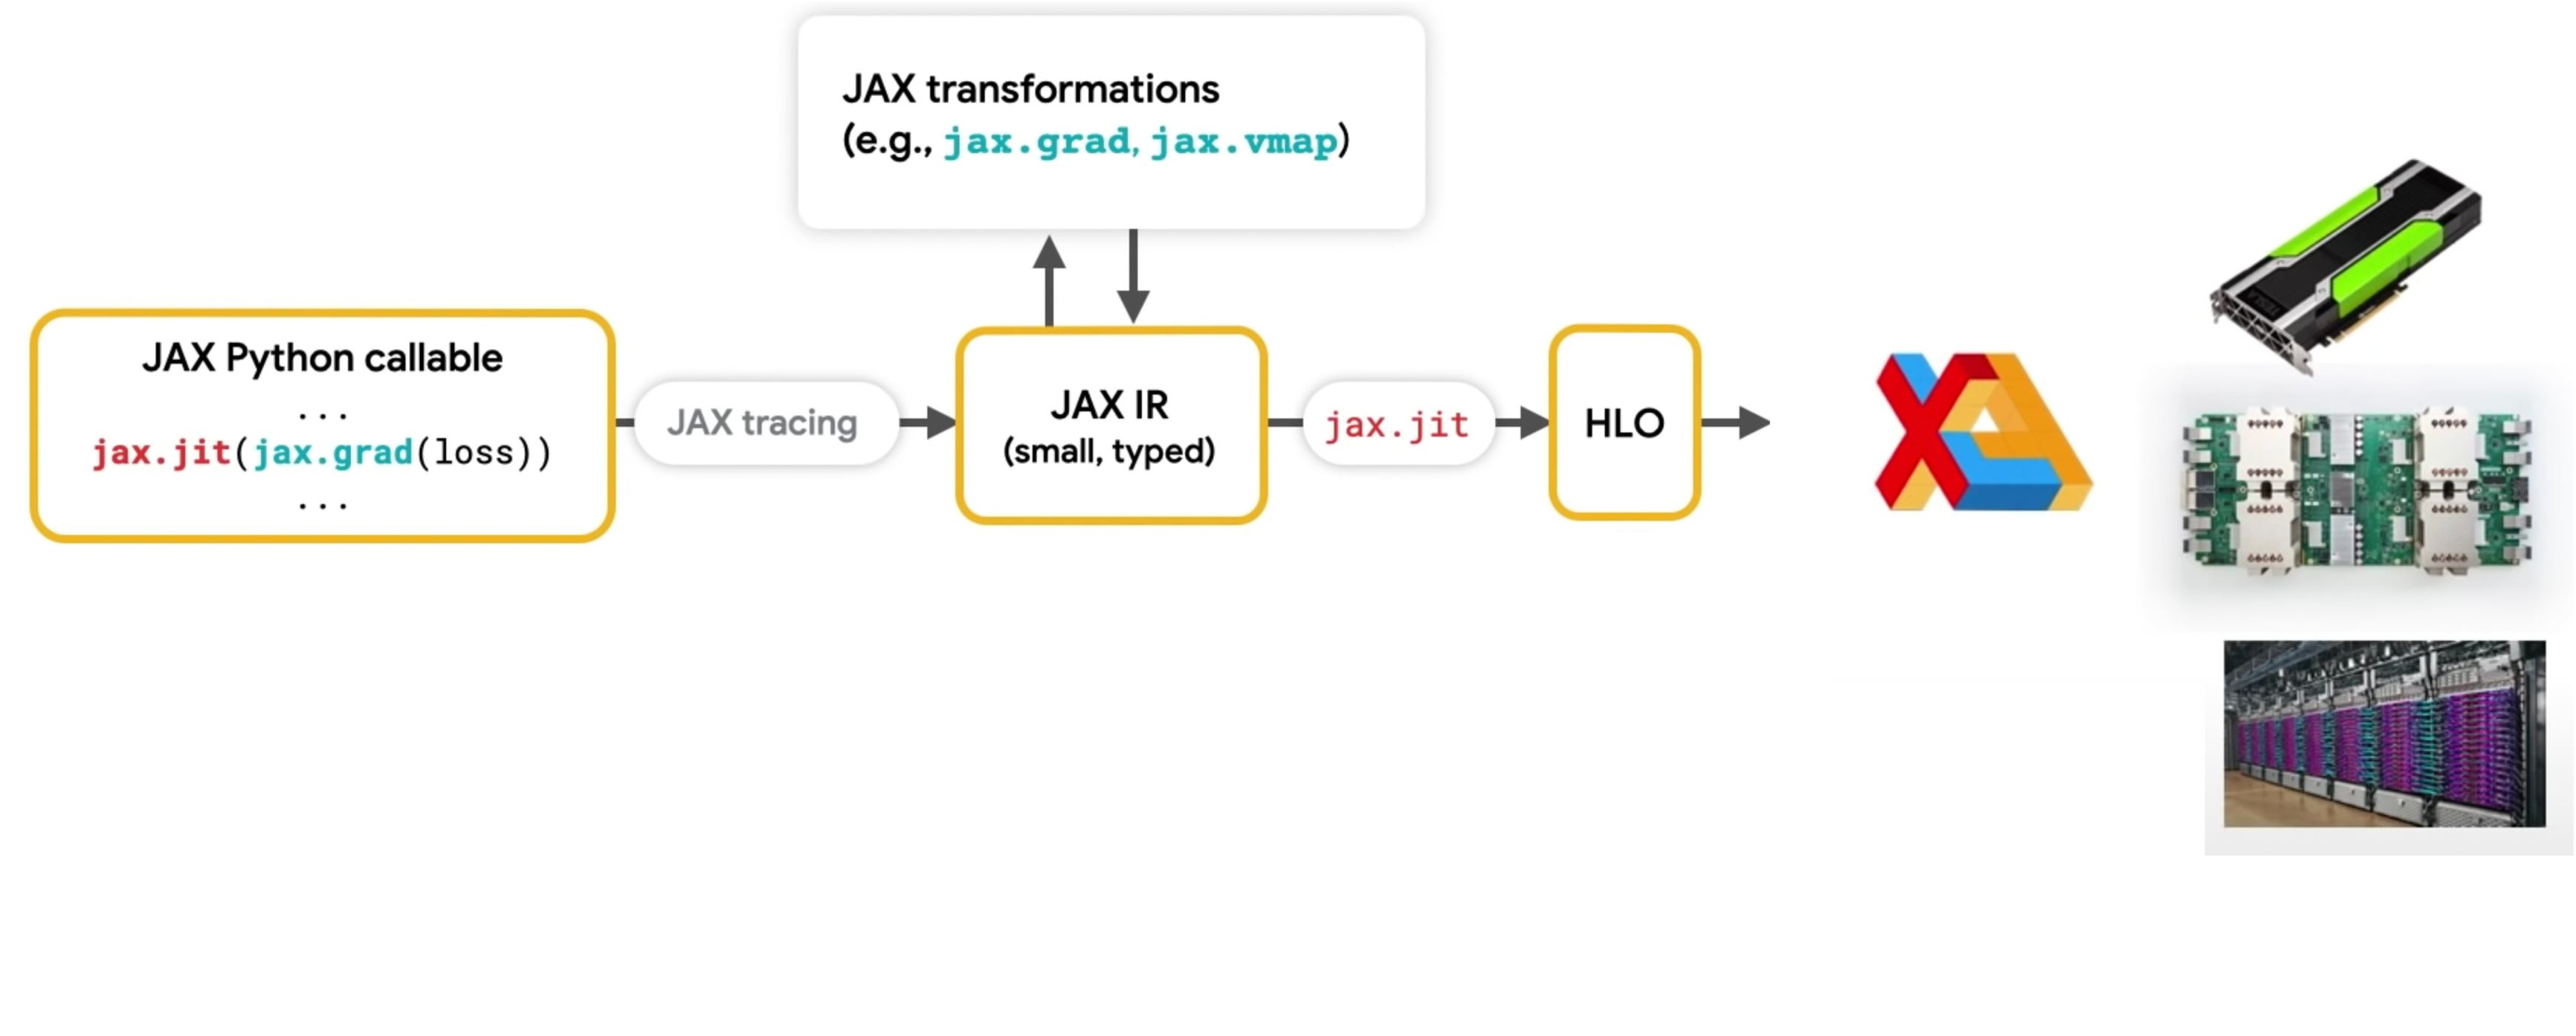 JAX transformations
(e.g., jax.grad, jax.vmap)
JAX Python callable
...
jax.jit(jax.grad(loss))
...
JAX tracing
JAX IR
(small, typed)
jax.jit
HLO
XLA